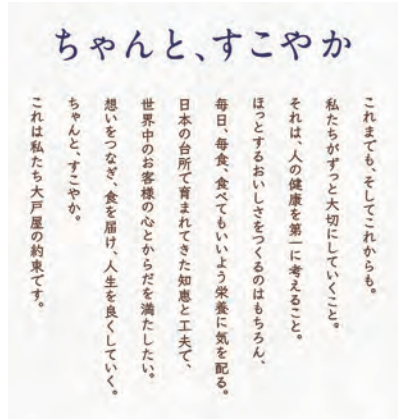 ちゃんと、すこやか
これまでも、そしてこれからも。
私たちがずっと大切にしていくこと。
それは、人の健康を第一に考えること。
ほっとするおいしさをつくるのはもちろん、
毎日、毎食、食べてもいいよう栄養に気を配る。
日本の台所で育まれてきた知恵と工夫で、
世界中のお客様の心とからだを満たしたい。
想いをつなぎ、食を届け、人生を良くしていく。
ちゃんと、すこやか。
これは私たち大戸屋の約束です。